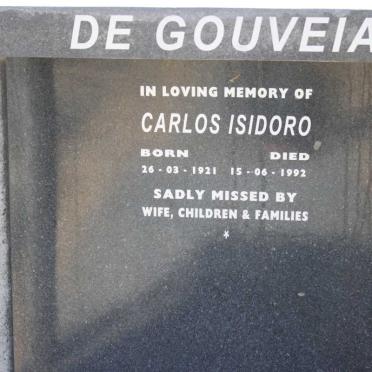 DE GOUVEIA
IN LOVING MEMORY OF
CARLOS ISIDORO
BORN DIED
26 - 03 - 1921 15 - 06 - 1992
SADLY MISSED BY
WIFE, CHILDREN & FAMILIES
*